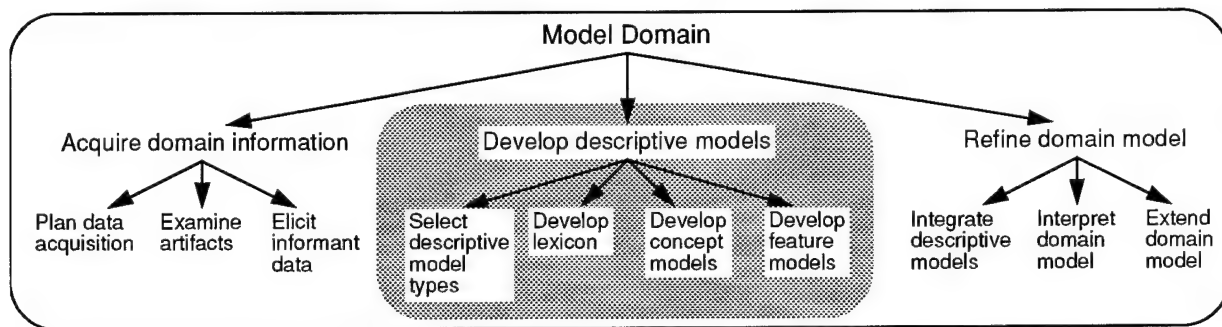 Model Domain
Acquire domain information
Develop descriptive models
Refine domain model
Plan data
acquisition
Examine
artifacts
Elicit
informant
data
Select
descriptive
model
types
Develop
lexicon
Develop
concept
models
Develop
feature
models
Integrate
descriptive
models
Interpret
domain
model
Extend
domain
model